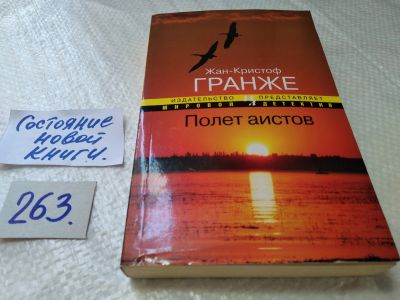 Жан-Кристоф
ГРАНЖЕ
ИЗДАТЕЛЬСТВО ПРЕДСТАВЛЯЕТ
МИРОВОЙ ДЕТЕКТИВ
Полет аистов
Состояние
новой
книги.
263.